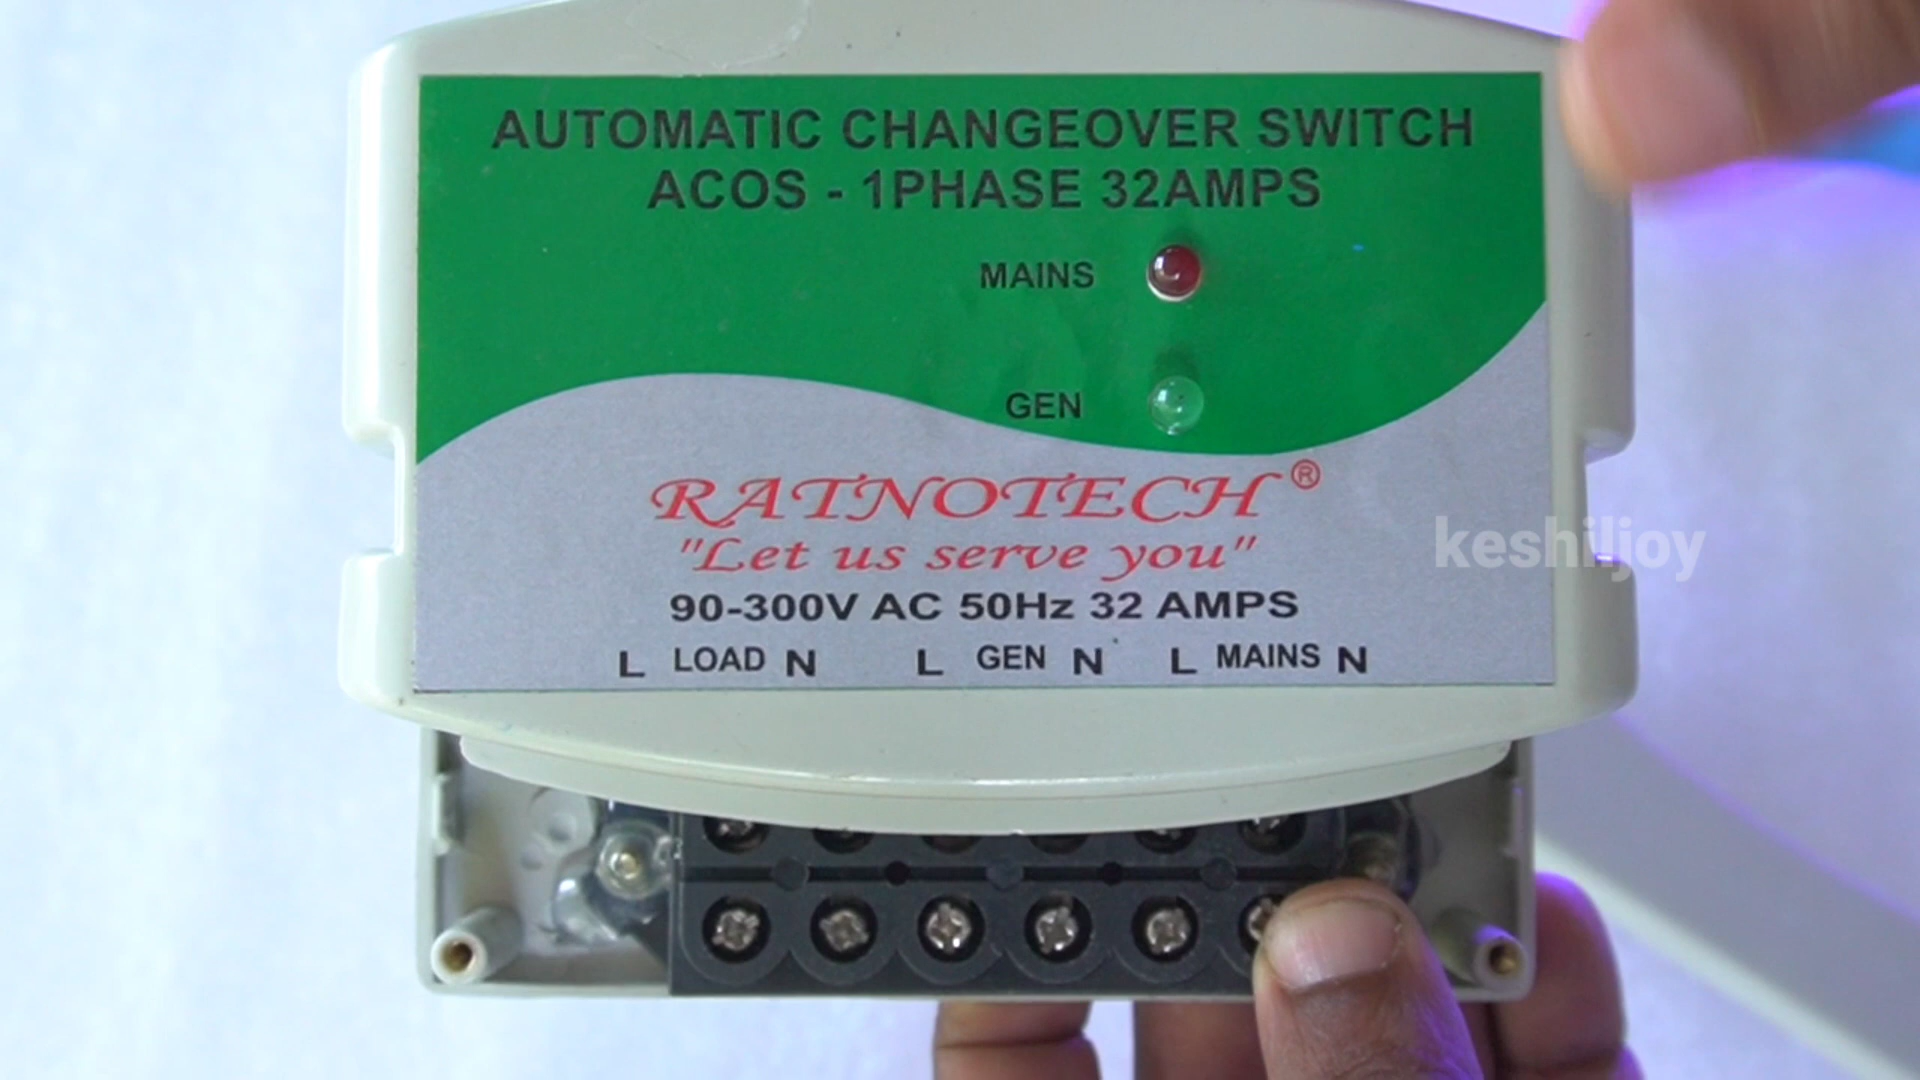 AUTOMATIC CHANGEOVER SWITCH
ACOS - 1PHASE 32AMPS
MAINS
GEN
RATNOTECH®
"Let us serve you"
keshiljoy
90-300V AC 50Hz 32 AMPS
L LOAD N L GEN N L MAINS N